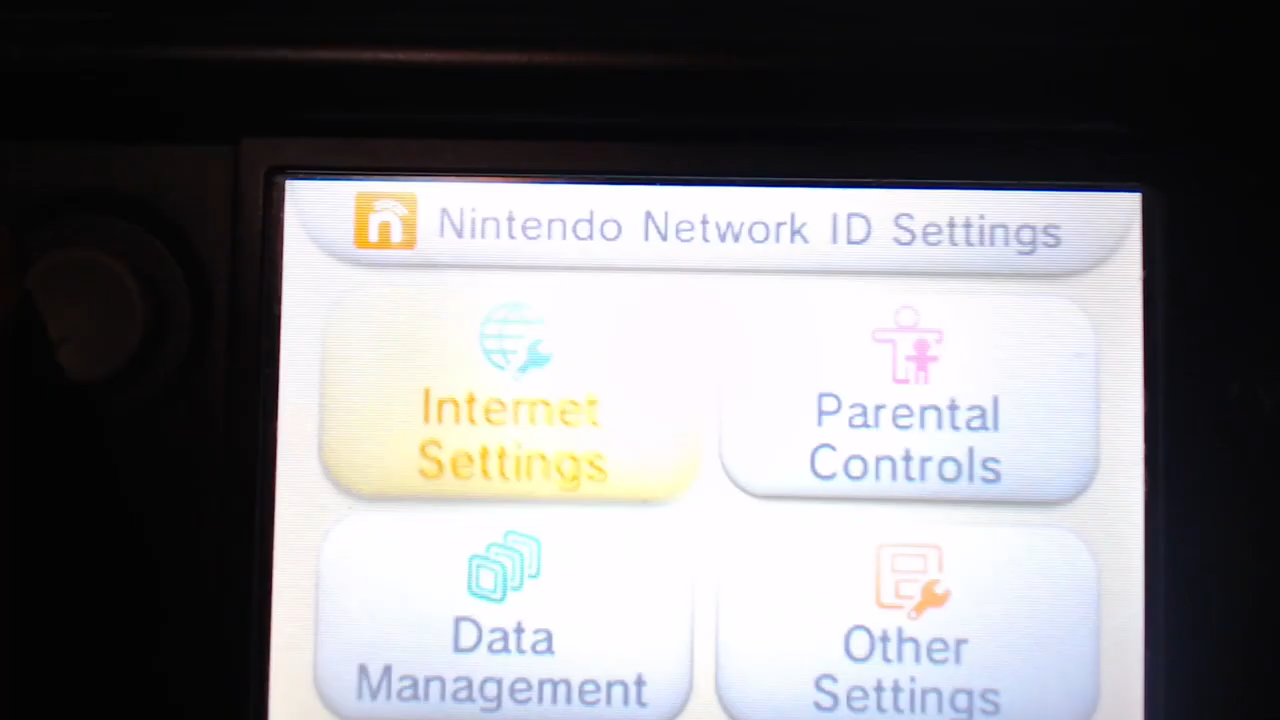 Nintendo Network ID Settings
Internet
Settings
Parental
Controls
Data
Management
Other
Settings